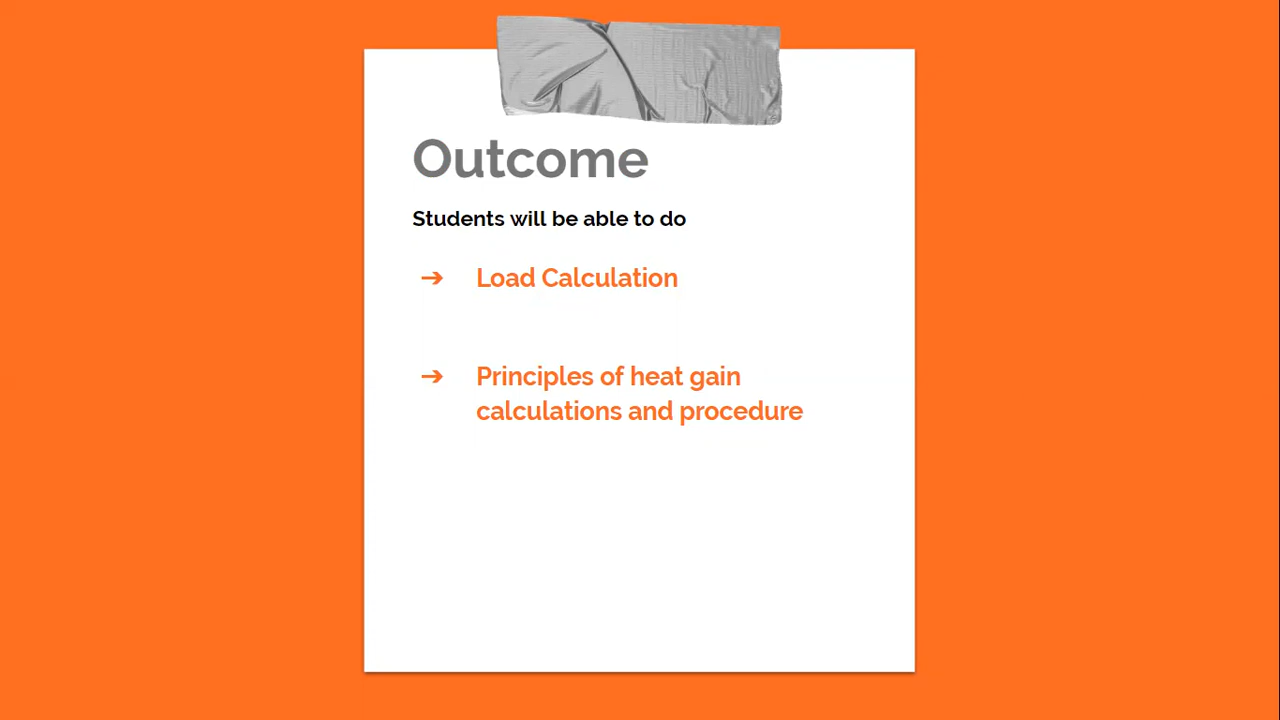 Outcome
Students will be able to do
➔ Load Calculation
➔ Principles of heat gain
calculations and procedure